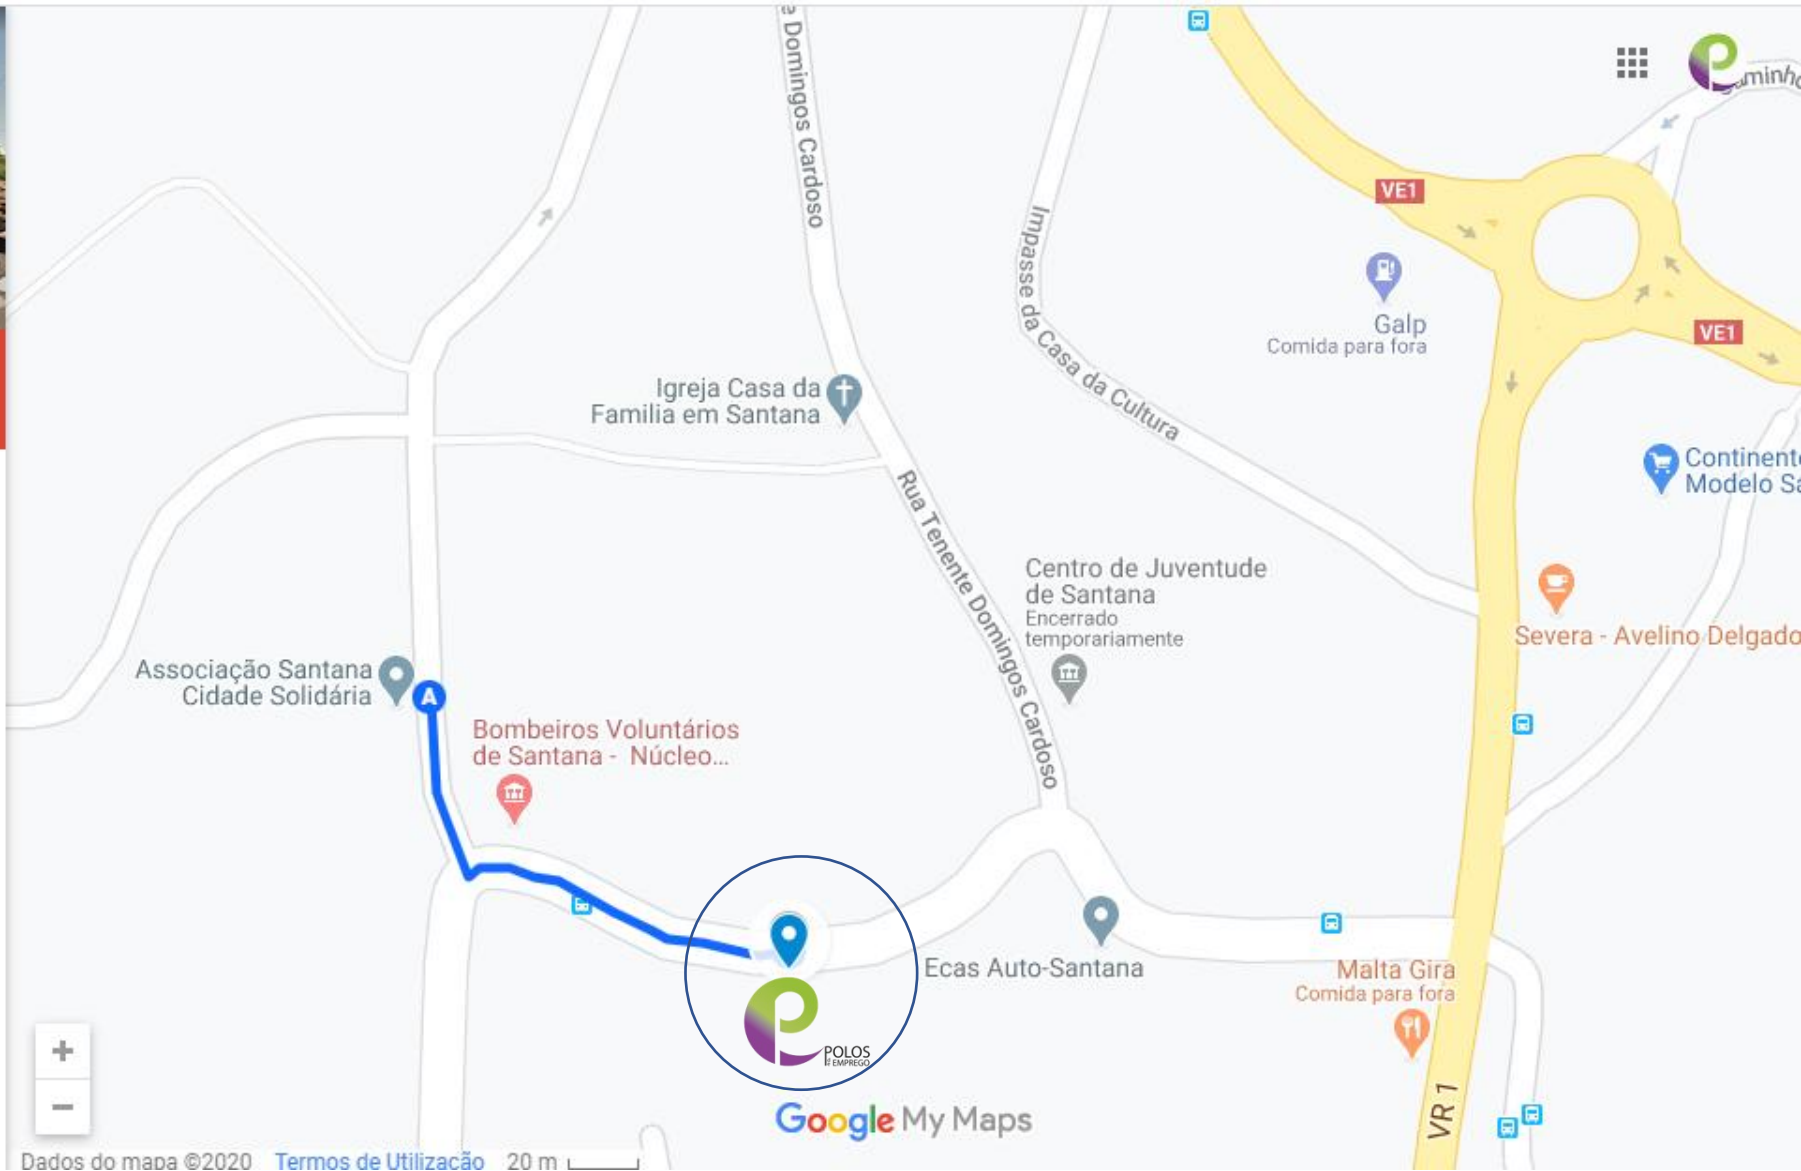 e Domingos Cardoso
aminho
VE1
Impasse da Casa da Cultura
Galp
Comida para fora
VE1
Igreja Casa da
Familia em Santana
Rua Tenente Domingos Cardoso
Continente
Modelo Sa
Centro de Juventude
de Santana
Encerrado
temporariamente
Severa - Avelino Delgado
Associação Santana
Cidade Solidária
A
Bombeiros Voluntários
de Santana - Núcleo...
Ecas Auto-Santana
Malta Gira
Comida para fora
POLOS
DE EMPREGO
VR 1
+
−
Google My Maps
Dados do mapa ©2020 Termos de Utilização 20 m